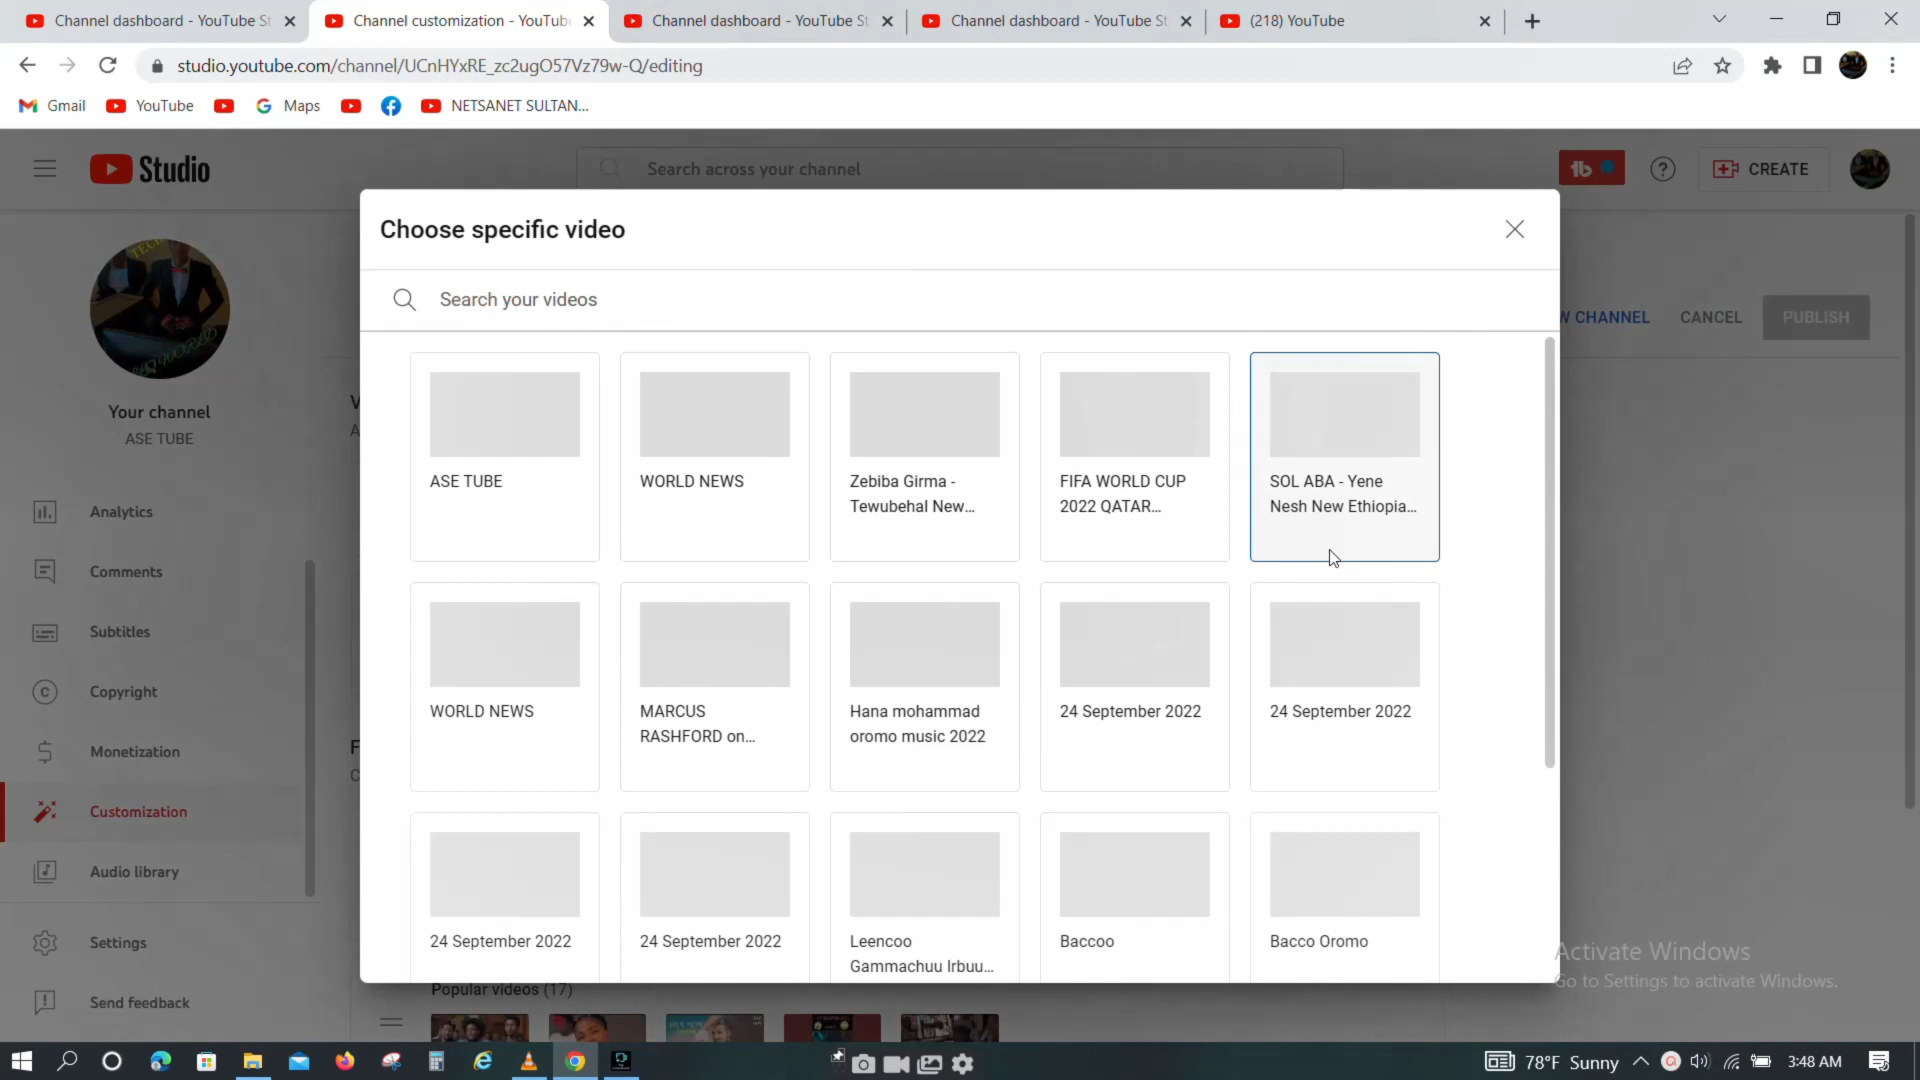 Channel dashboard - YouTube St
Channel customization - YouTub
Channel dashboard - YouTube St
Channel dashboard - YouTube St
(218) YouTube
studio.youtube.com/channel/UCnHYxRE_zc2ugO57Vz79w-Q/editing
Gmail
YouTube
Maps
NETSANET SULTAN...
Studio
Search across your channel
CREATE
Choose specific video
Search your videos
Your channel
ASE TUBE
W CHANNEL
CANCEL
PUBLISH
Analytics
Comments
Subtitles
Copyright
Monetization
Customization
Audio library
Settings
Send feedback
ASE TUBE
WORLD NEWS
Zebiba Girma -
Tewubehal New...
FIFA WORLD CUP
2022 QATAR...
SOL ABA - Yene
Nesh New Ethiopia...
WORLD NEWS
MARCUS
RASHFORD on...
Hana mohammad
oromo music 2022
24 September 2022
24 September 2022
24 September 2022
24 September 2022
Leencoo
Gammachuu Irbuu...
Baccoo
Bacco Oromo
Popular videos (17)
Activate Windows
Go to Settings to activate Windows.
78°F Sunny
3:48 AM